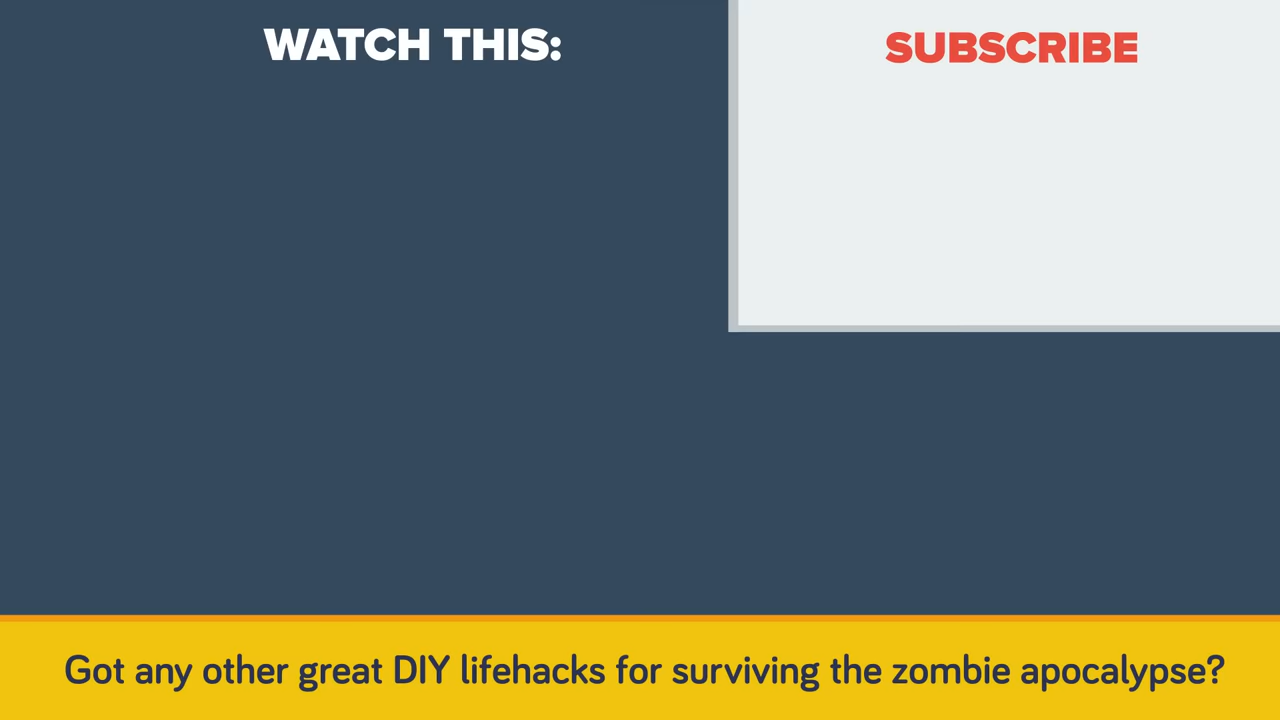 WATCH THIS:
SUBSCRIBE
Got any other great DIY lifehacks for surviving the zombie apocalypse?